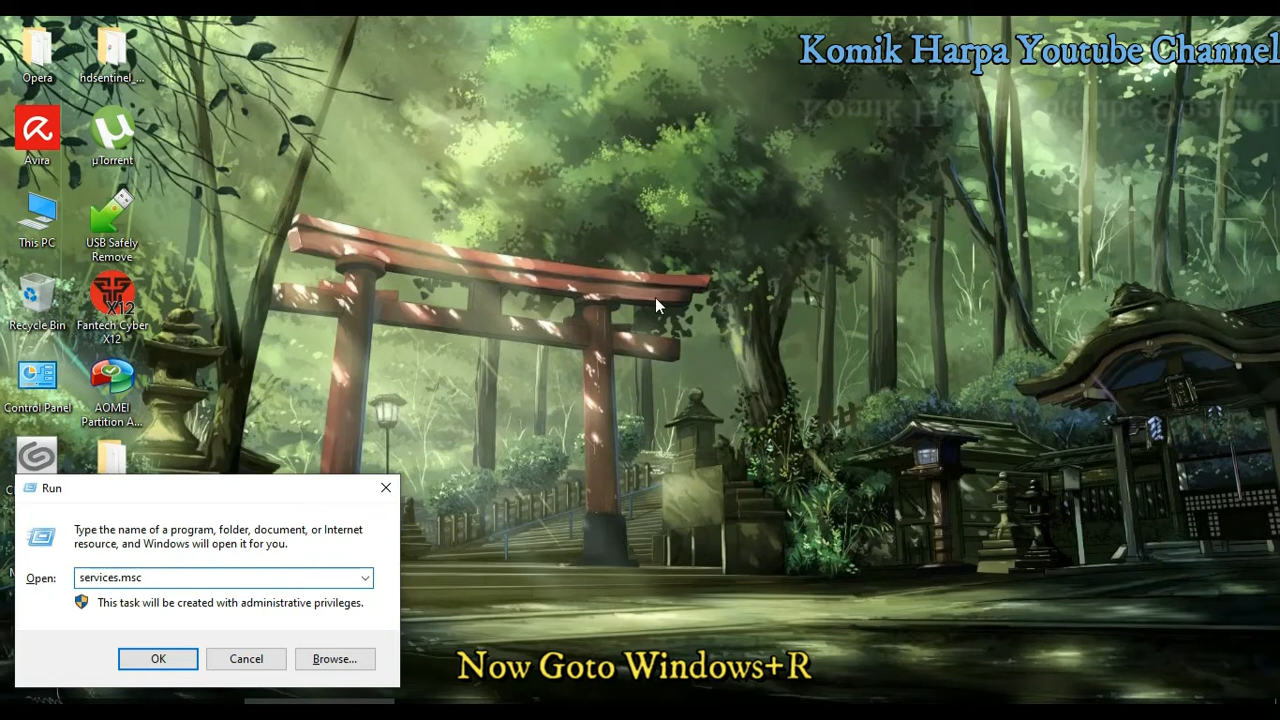 Komik Harpa Youtube Channel
Opera
hdsentinel_...
Avira
µTorrent
This PC
USB Safely
Remove
Recycle Bin
X12
Fantech Cyber
X12
Control Panel
AOMEI
Partition A...
Run
Type the name of a program, folder, document, or Internet
resource, and Windows will open it for you.
Open:
services.msc
This task will be created with administrative privileges.
OK
Cancel
Browse...
Now Goto Windows+R